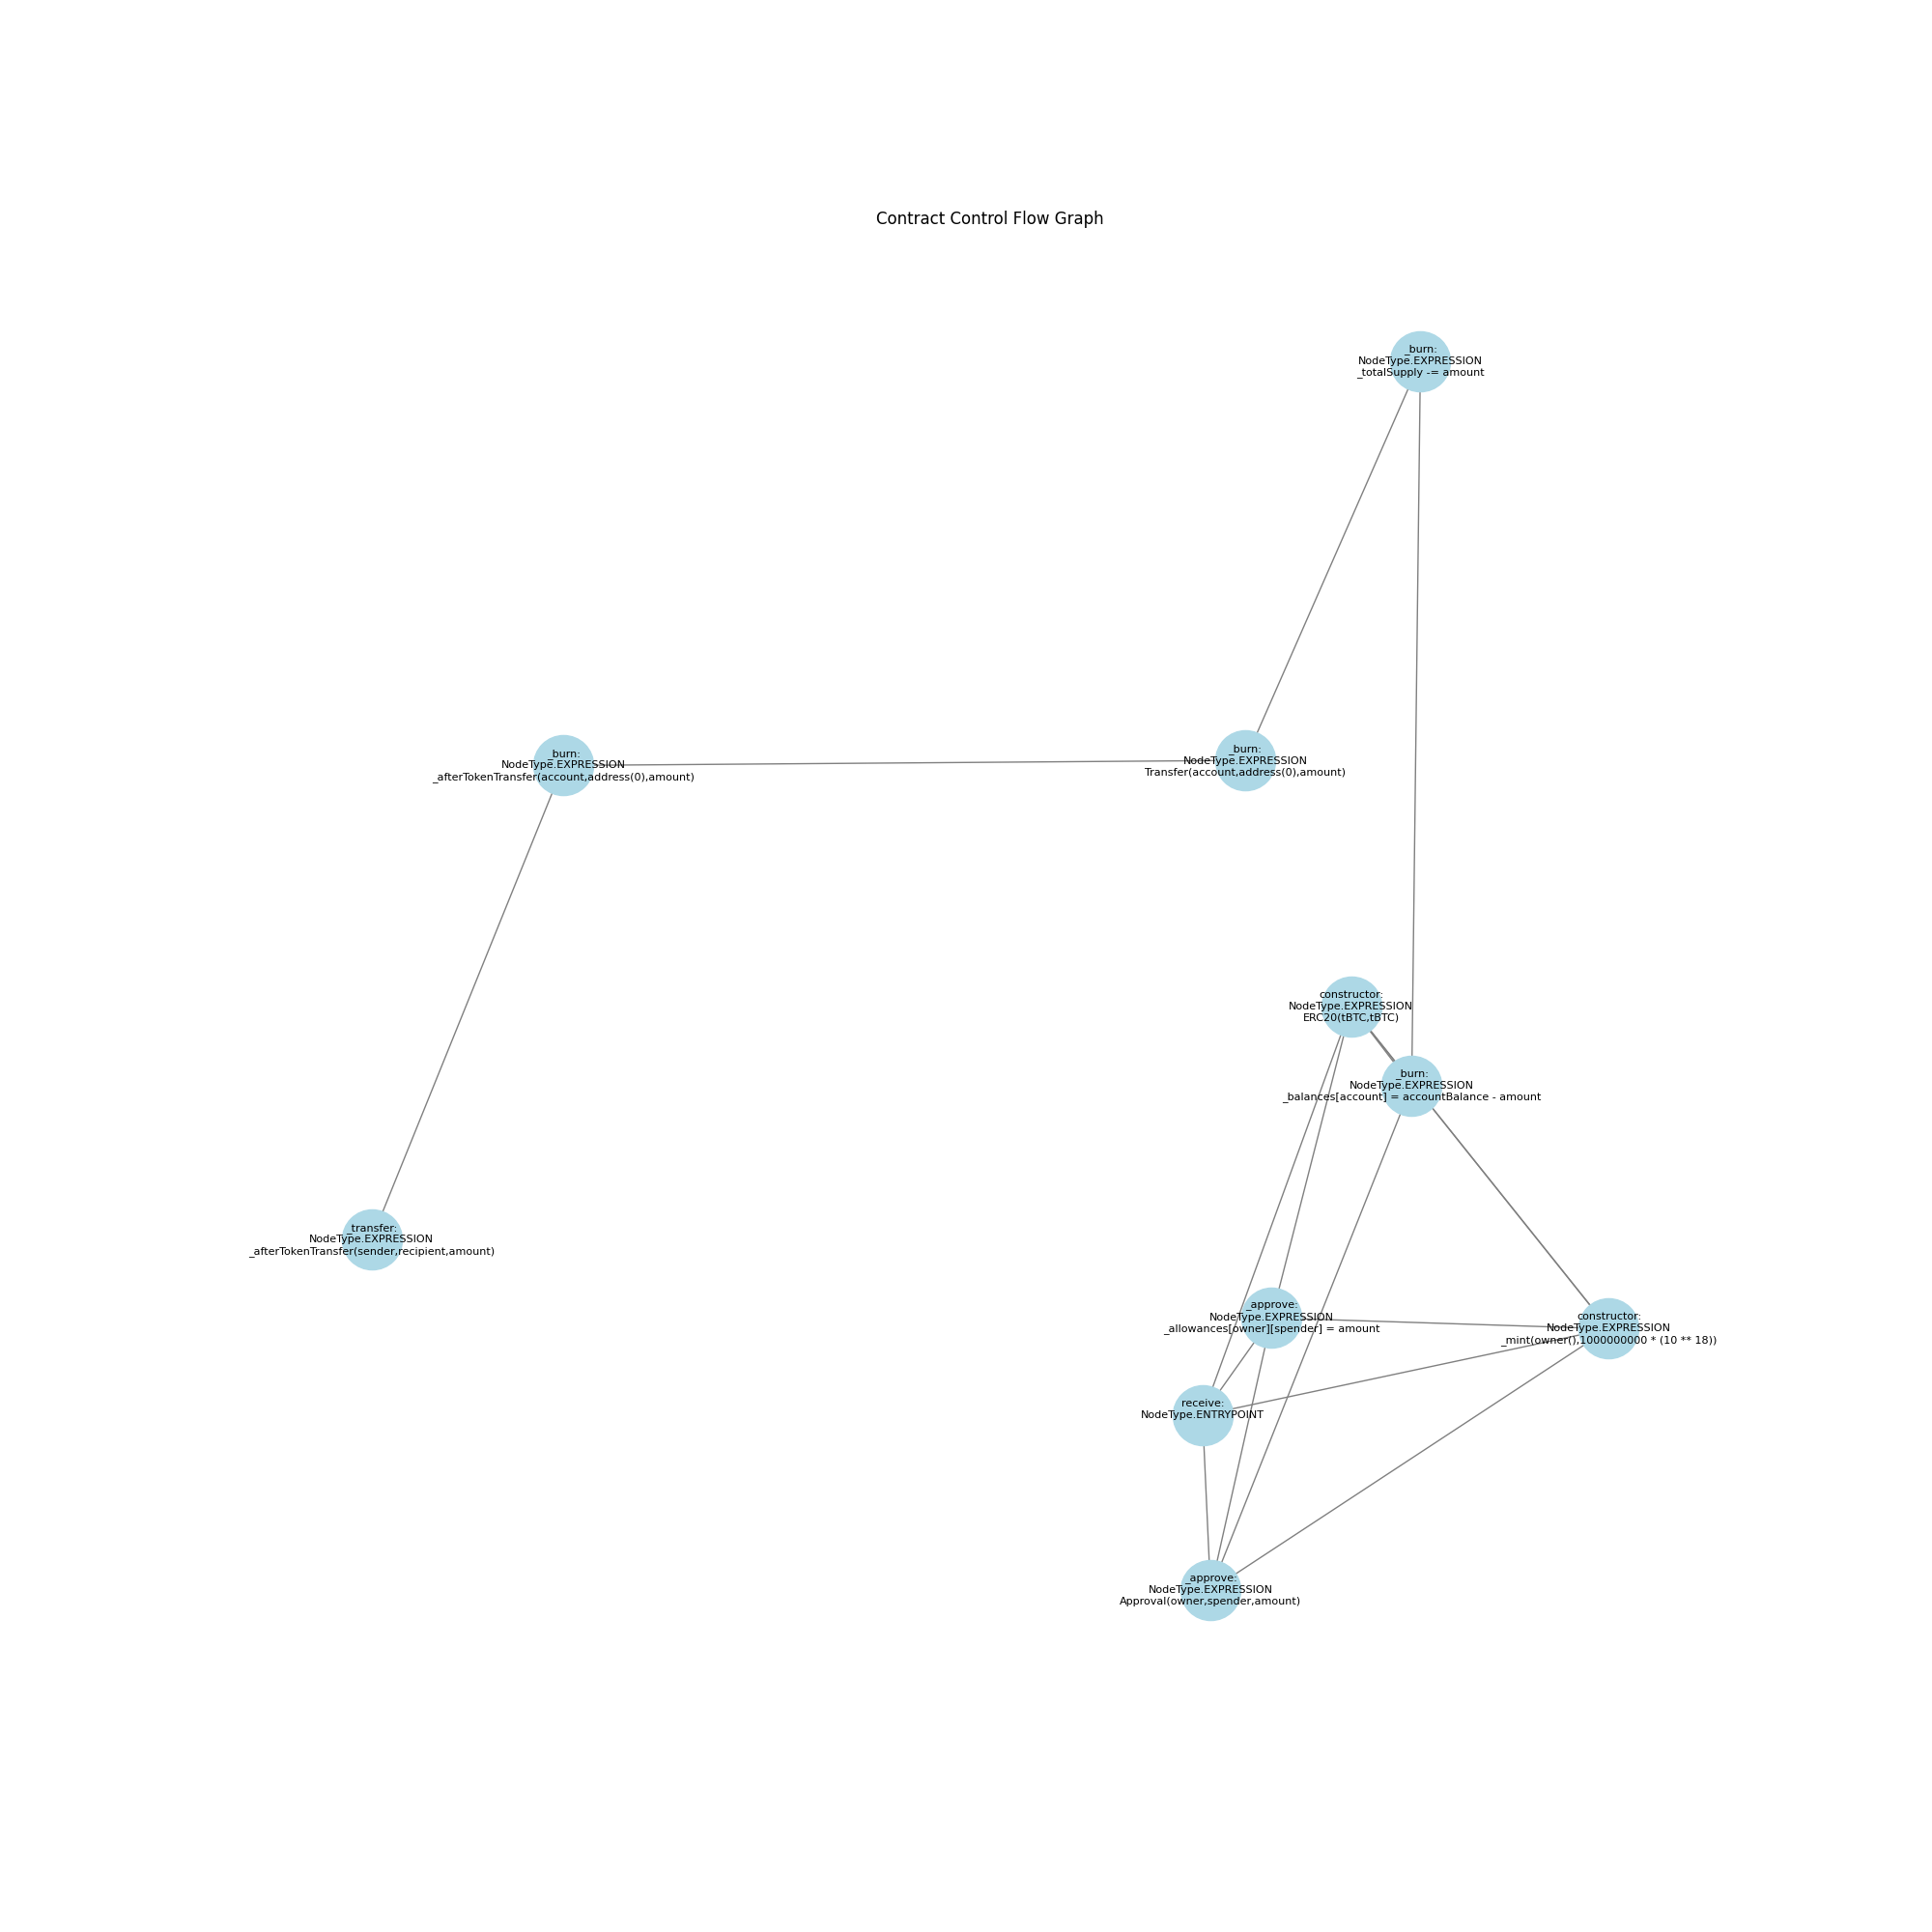 Contract Control Flow Graph
_burn:
NodeType.EXPRESSION
_totalSupply -= amount
_burn:
NodeType.EXPRESSION
_afterTokenTransfer(account,address(0),amount)
_burn:
NodeType.EXPRESSION
Transfer(account,address(0),amount)
constructor:
NodeType.EXPRESSION
ERC20(tBTC,tBTC)
_burn:
NodeType.EXPRESSION
_balances[account] = accountBalance - amount
_transfer:
NodeType.EXPRESSION
_afterTokenTransfer(sender,recipient,amount)
_approve:
NodeType.EXPRESSION
_allowances[owner][spender] = amount
constructor:
NodeType.EXPRESSION
_mint(owner(),1000000000 * (10 ** 18))
receive:
NodeType.ENTRYPOINT
_approve:
NodeType.EXPRESSION
Approval(owner,spender,amount)